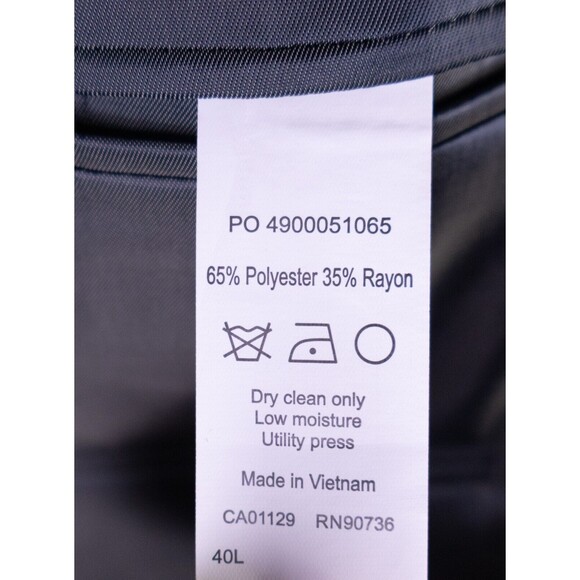 PO 4900051065
65% Polyester 35% Rayon
Dry clean only
Low moisture
Utility press
Made in Vietnam
CA01129 RN90736
40L